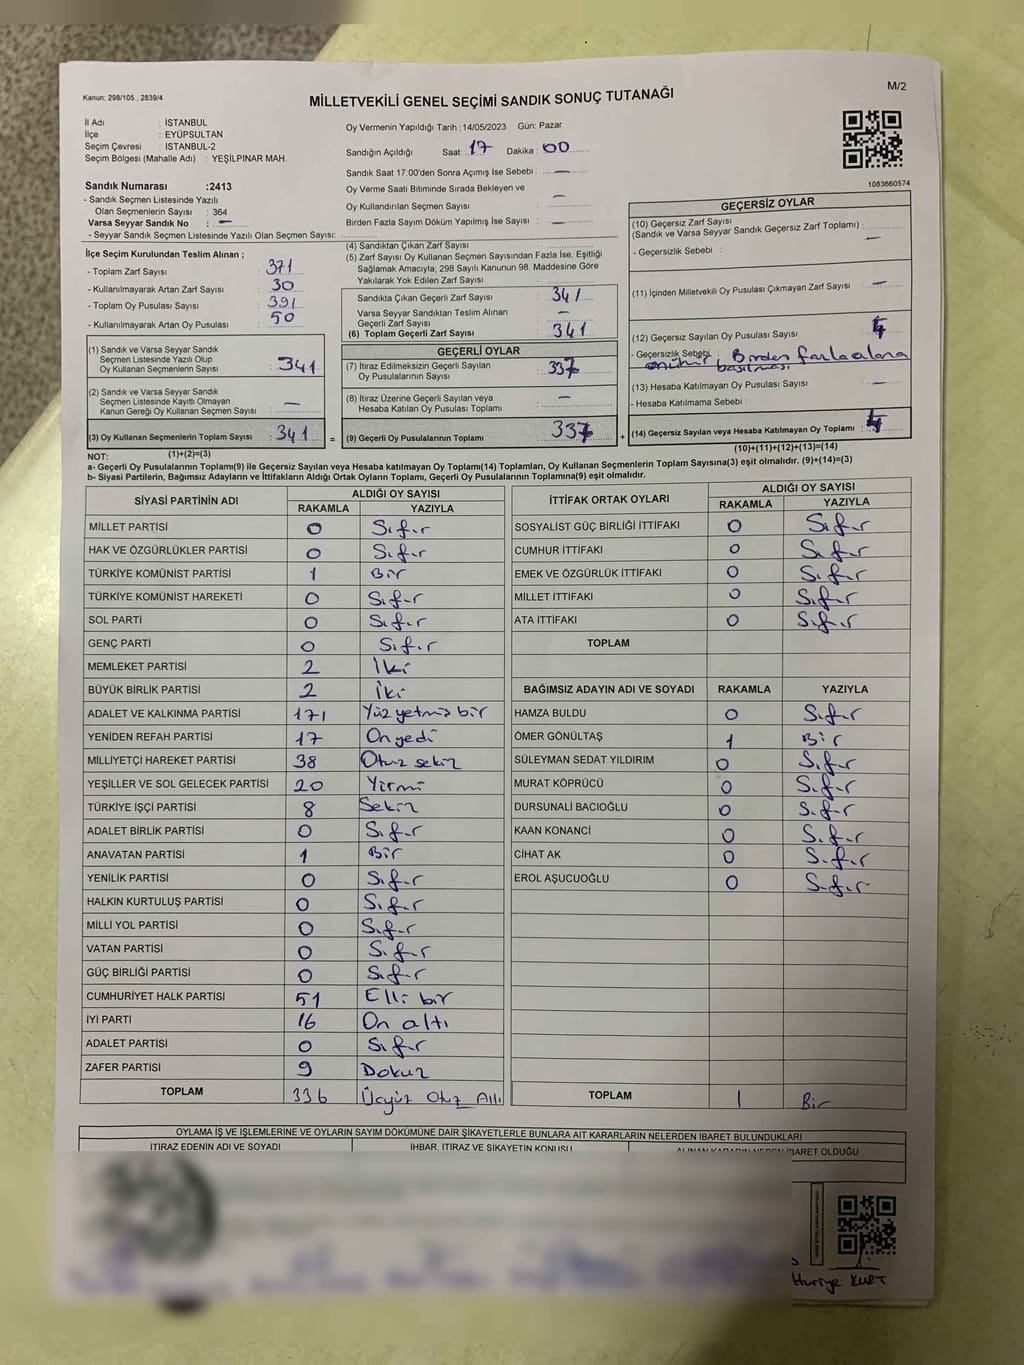 Kanun: 298/105 , 2839/4
M/2
MİLLETVEKİLİ GENEL SEÇİMİ SANDIK SONUÇ TUTANAĞI
İl Adı : İSTANBUL
İlçe : EYÜPSULTAN
Seçim Çevresi : İSTANBUL-2
Seçim Bölgesi (Mahalle Adı) : YEŞİLPINAR MAH.
Oy Vermenin Yapıldığı Tarih :14/05/2023 Gün: Pazar
Sandığın Açıldığı Saat: 17 Dakika : 00
Sandık Saat 17.00'den Sonra Açımış İse Sebebi : —
Oy Verme Saati Bitiminde Sırada Bekleyen ve
Oy Kullandırılan Seçmen Sayısı : —
Birden Fazla Sayım Döküm Yapılmış İse Sayısı : —
1083660574
Sandık Numarası :2413
- Sandık Seçmen Listesinde Yazılı
Olan Seçmenlerin Sayısı : 364
Varsa Seyyar Sandık No : —
- Seyyar Sandık Seçmen Listesinde Yazılı Olan Seçmen Sayısı:
İlçe Seçim Kurulundan Teslim Alınan ;
- Toplam Zarf Sayısı : 371
- Kullanılmayarak Artan Zarf Sayısı : 30
- Toplam Oy Pusulası Sayısı : 391
- Kullanılmayarak Artan Oy Pusulası : 50
(4) Sandıktan Çıkan Zarf Sayısı :
(5) Zarf Sayısı Oy Kullanan Seçmen Sayısından Fazla İse, Eşitliği
Sağlamak Amacıyla; 298 Sayılı Kanunun 98. Maddesine Göre
Yakılarak Yok Edilen Zarf Sayısı :
Sandıkta Çıkan Geçerli Zarf Sayısı : 341
Varsa Seyyar Sandıktan Teslim Alınan
Geçerli Zarf Sayısı : —
(6) Toplam Geçerli Zarf Sayısı : 341
GEÇERSİZ OYLAR
(10) Geçersiz Zarf Sayısı
(Sandık ve Varsa Seyyar Sandık Geçersiz Zarf Toplamı) : —
- Geçersizlik Sebebi :
(11) İçinden Milletvekili Oy Pusulası Çıkmayan Zarf Sayısı : —
(12) Geçersiz Sayılan Oy Pusulası Sayısı : 4
- Geçersizlik Sebebi : Birden fazla alana
basılması
(13) Hesaba Katılmayan Oy Pusulası Sayısı : —
- Hesaba Katılmama Sebebi :
(14) Geçersiz Sayılan veya Hesaba Katılmayan Oy Toplamı : 4
(10)+(11)+(12)+(13)=(14)
(1) Sandık ve Varsa Seyyar Sandık
Seçmen Listesinde Yazılı Olup
Oy Kullanan Seçmenlerin Sayısı : 341
(2) Sandık ve Varsa Seyyar Sandık
Seçmen Listesinde Kayıtlı Olmayan
Kanun Gereği Oy Kullanan Seçmen Sayısı : —
(3) Oy Kullanan Seçmenlerin Toplam Sayısı : 341 =
(1)+(2)=(3)
GEÇERLİ OYLAR
(7) İtiraz Edilmeksizin Geçerli Sayılan
Oy Pusulalarının Sayısı : 337
(8) İtiraz Üzerine Geçerli Sayılan veya
Hesaba Katılan Oy Pusulası Toplamı : —
(9) Geçerli Oy Pusulalarının Toplamı : 337 +
NOT:
a- Geçerli Oy Pusulalarının Toplamı(9) ile Geçersiz Sayılan veya Hesaba katılmayan Oy Toplamı(14) Toplamları, Oy Kullanan Seçmenlerin Toplam Sayısına(3) eşit olmalıdır. (9)+(14)=(3)
b- Siyasi Partilerin, Bağımsız Adayların ve İttifakların Aldığı Ortak Oyların Toplamı, Geçerli Oy Pusulalarının Toplamına(9) eşit olmalıdır.
SİYASİ PARTİNİN ADI ALDIĞI OY SAYISI
RAKAMLA YAZIYLA
MİLLET PARTİSİ 0 Sıfır
HAK VE ÖZGÜRLÜKLER PARTİSİ 0 Sıfır
TÜRKİYE KOMÜNİST PARTİSİ 1 Bir
TÜRKİYE KOMÜNİST HAREKETİ 0 Sıfır
SOL PARTİ 0 Sıfır
GENÇ PARTİ 0 Sıfır
MEMLEKET PARTİSİ 2 İki
BÜYÜK BİRLİK PARTİSİ 2 İki
ADALET VE KALKINMA PARTİSİ 171 Yüz yetmiş bir
YENİDEN REFAH PARTİSİ 17 On yedi
MİLLİYETÇİ HAREKET PARTİSİ 38 Otuz sekiz
YEŞİLLER VE SOL GELECEK PARTİSİ 20 Yirmi
TÜRKİYE İŞÇİ PARTİSİ 8 Sekiz
ADALET BİRLİK PARTİSİ 0 Sıfır
ANAVATAN PARTİSİ 1 Bir
YENİLİK PARTİSİ 0 Sıfır
HALKIN KURTULUŞ PARTİSİ 0 Sıfır
MİLLİ YOL PARTİSİ 0 Sıfır
VATAN PARTİSİ 0 Sıfır
GÜÇ BİRLİĞİ PARTİSİ 0 Sıfır
CUMHURİYET HALK PARTİSİ 51 Elli bir
İYİ PARTİ 16 On altı
ADALET PARTİSİ 0 Sıfır
ZAFER PARTİSİ 9 Dokuz
TOPLAM 336 Üçyüz Otuz Altı
İTTİFAK ORTAK OYLARI ALDIĞI OY SAYISI
RAKAMLA YAZIYLA
SOSYALİST GÜÇ BİRLİĞİ İTTİFAKI 0 Sıfır
CUMHUR İTTİFAKI 0 Sıfır
EMEK VE ÖZGÜRLÜK İTTİFAKI 0 Sıfır
MİLLET İTTİFAKI 0 Sıfır
ATA İTTİFAKI 0 Sıfır
TOPLAM
BAĞIMSIZ ADAYIN ADI VE SOYADI RAKAMLA YAZIYLA
HAMZA BULDU 0 Sıfır
ÖMER GÖNÜLTAŞ 1 Bir
SÜLEYMAN SEDAT YILDIRIM 0 Sıfır
MURAT KÖPRÜCÜ 0 Sıfır
DURSUNALİ BACIOĞLU 0 Sıfır
KAAN KONANCİ 0 Sıfır
CİHAT AK 0 Sıfır
EROL AŞUCUOĞLU 0 Sıfır
TOPLAM 1 Bir
OYLAMA İŞ VE İŞLEMLERİNE VE OYLARIN SAYIM DÖKÜMÜNE DAİR ŞİKAYETLERLE BUNLARA AİT KARARLARIN NELERDEN İBARET BULUNDUKLARI
İTİRAZ EDENİN ADI VE SOYADI İHBAR, İTİRAZ VE ŞİKAYETİN KONUSU ALINAN KARARIN NEDEN İBARET OLDUĞU
Huriye KURT